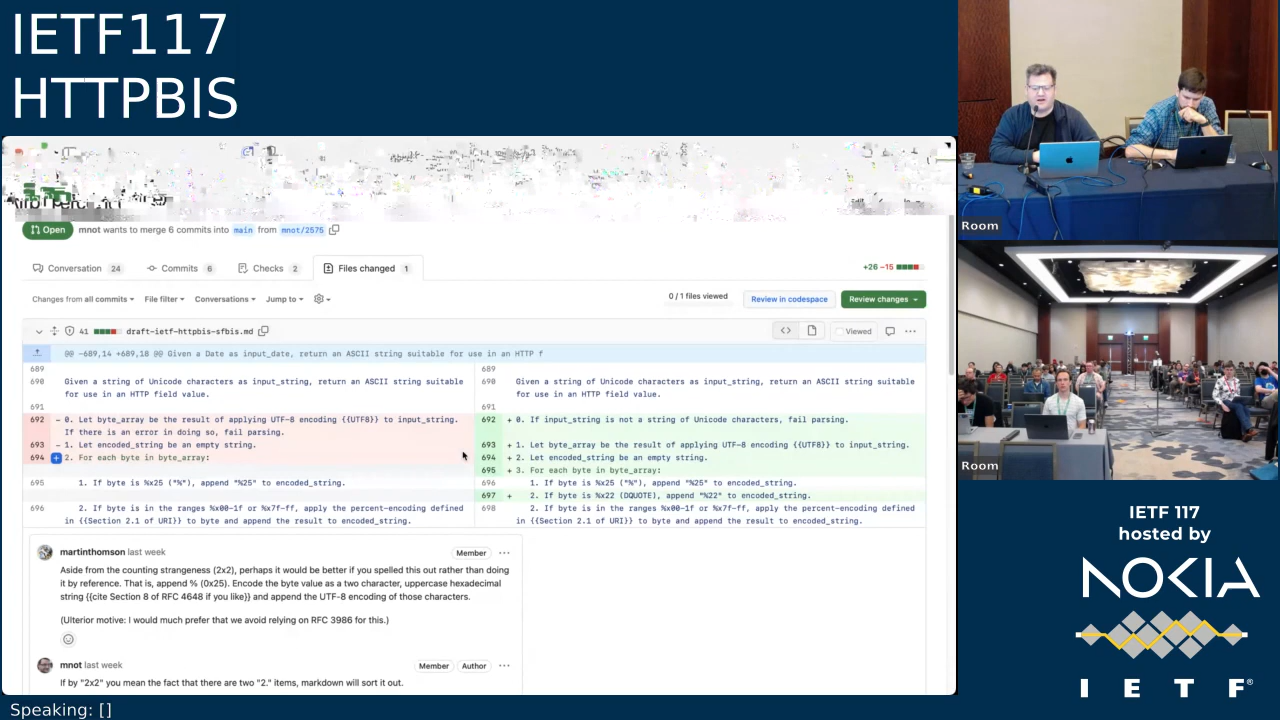 IETF117
HTTPBIS
Open mnot wants to merge 6 commits into main from mnot/2575
Conversation 24 Commits 6 Checks 2 Files changed 1 +26 −15
Changes from all commits File filter Conversations Jump to 0 / 1 files viewed Review in codespace Review changes
41 draft-ietf-httpbis-sfbis.md Viewed
@@ -689,14 +689,18 @@ Given a Date as input_date, return an ASCII string suitable for use in an HTTP f
689
690 Given a string of Unicode characters as input_string, return an ASCII string suitable
for use in an HTTP field value.
691
692 - 0. Let byte_array be the result of applying UTF-8 encoding {{UTF8}} to input_string.
If there is an error in doing so, fail parsing.
693 - 1. Let encoded_string be an empty string.
694 2. For each byte in byte_array:
695 1. If byte is %x25 ("%"), append "%25" to encoded_string.
696 2. If byte is in the ranges %x00-1f or %x7f-ff, apply the percent-encoding defined
in {{Section 2.1 of URI}} to byte and append the result to encoded_string.
689
690 Given a string of Unicode characters as input_string, return an ASCII string suitable
for use in an HTTP field value.
691
692 + 0. If input_string is not a string of Unicode characters, fail parsing.
693 + 1. Let byte_array be the result of applying UTF-8 encoding {{UTF8}} to input_string.
694 + 2. Let encoded_string be an empty string.
695 + 3. For each byte in byte_array:
696 1. If byte is %x25 ("%"), append "%25" to encoded_string.
697 + 2. If byte is %x22 (DQUOTE), append "%22" to encoded_string.
698 2. If byte is in the ranges %x00-1f or %x7f-ff, apply the percent-encoding defined
in {{Section 2.1 of URI}} to byte and append the result to encoded_string.
martinthomson last week Member
Aside from the counting strangeness (2x2), perhaps it would be better if you spelled this out rather than doing
it by reference. That is, append % (0x25). Encode the byte value as a two character, uppercase hexadecimal
string {{cite Section 8 of RFC 4648 if you like}} and append the UTF-8 encoding of those characters.
(Ulterior motive: I would much prefer that we avoid relying on RFC 3986 for this.)
mnot last week Member Author
If by "2x2" you mean the fact that there are two "2." items, markdown will sort it out.
Room
Room
IETF 117
hosted by
NOKIA
I E T F®
Speaking: []